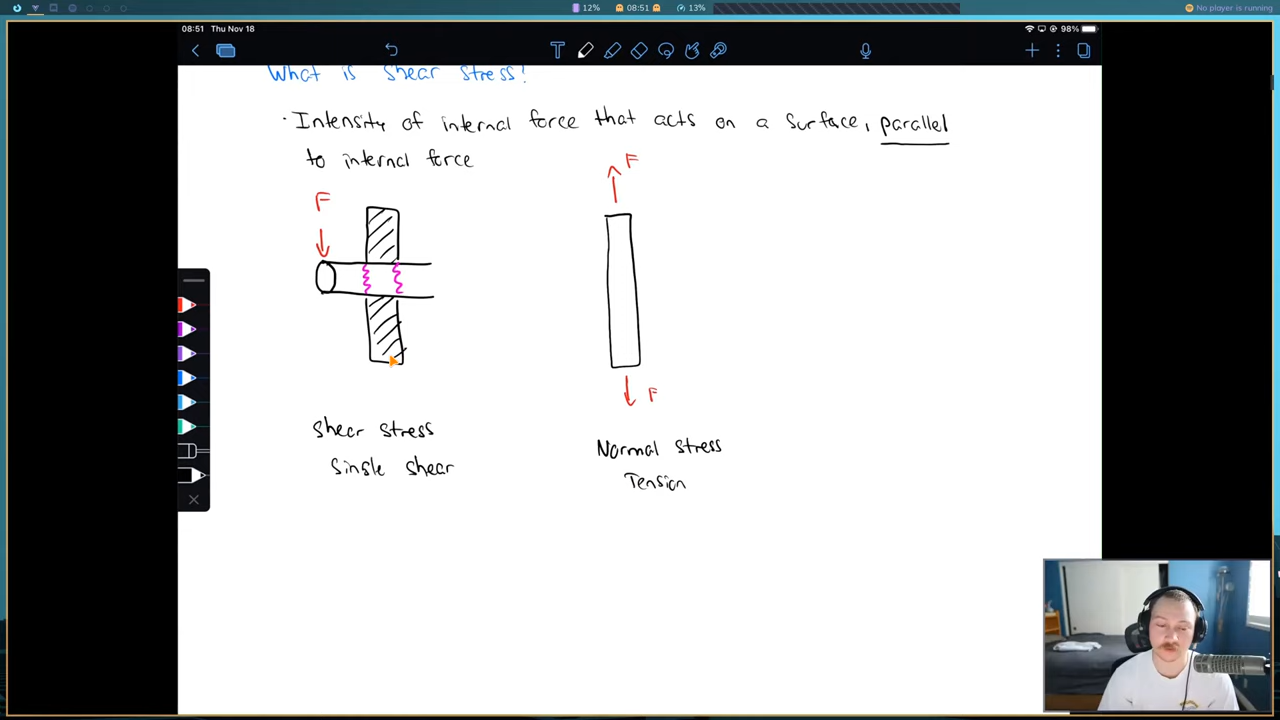 12%
08:51
13%
No player is running
08:51 Thu Nov 18
98%
What is shear stress?
· Intensity of internal force that acts on a surface, parallel
to internal force
F
F
F
Shear stress
Single shear
Normal stress
Tension